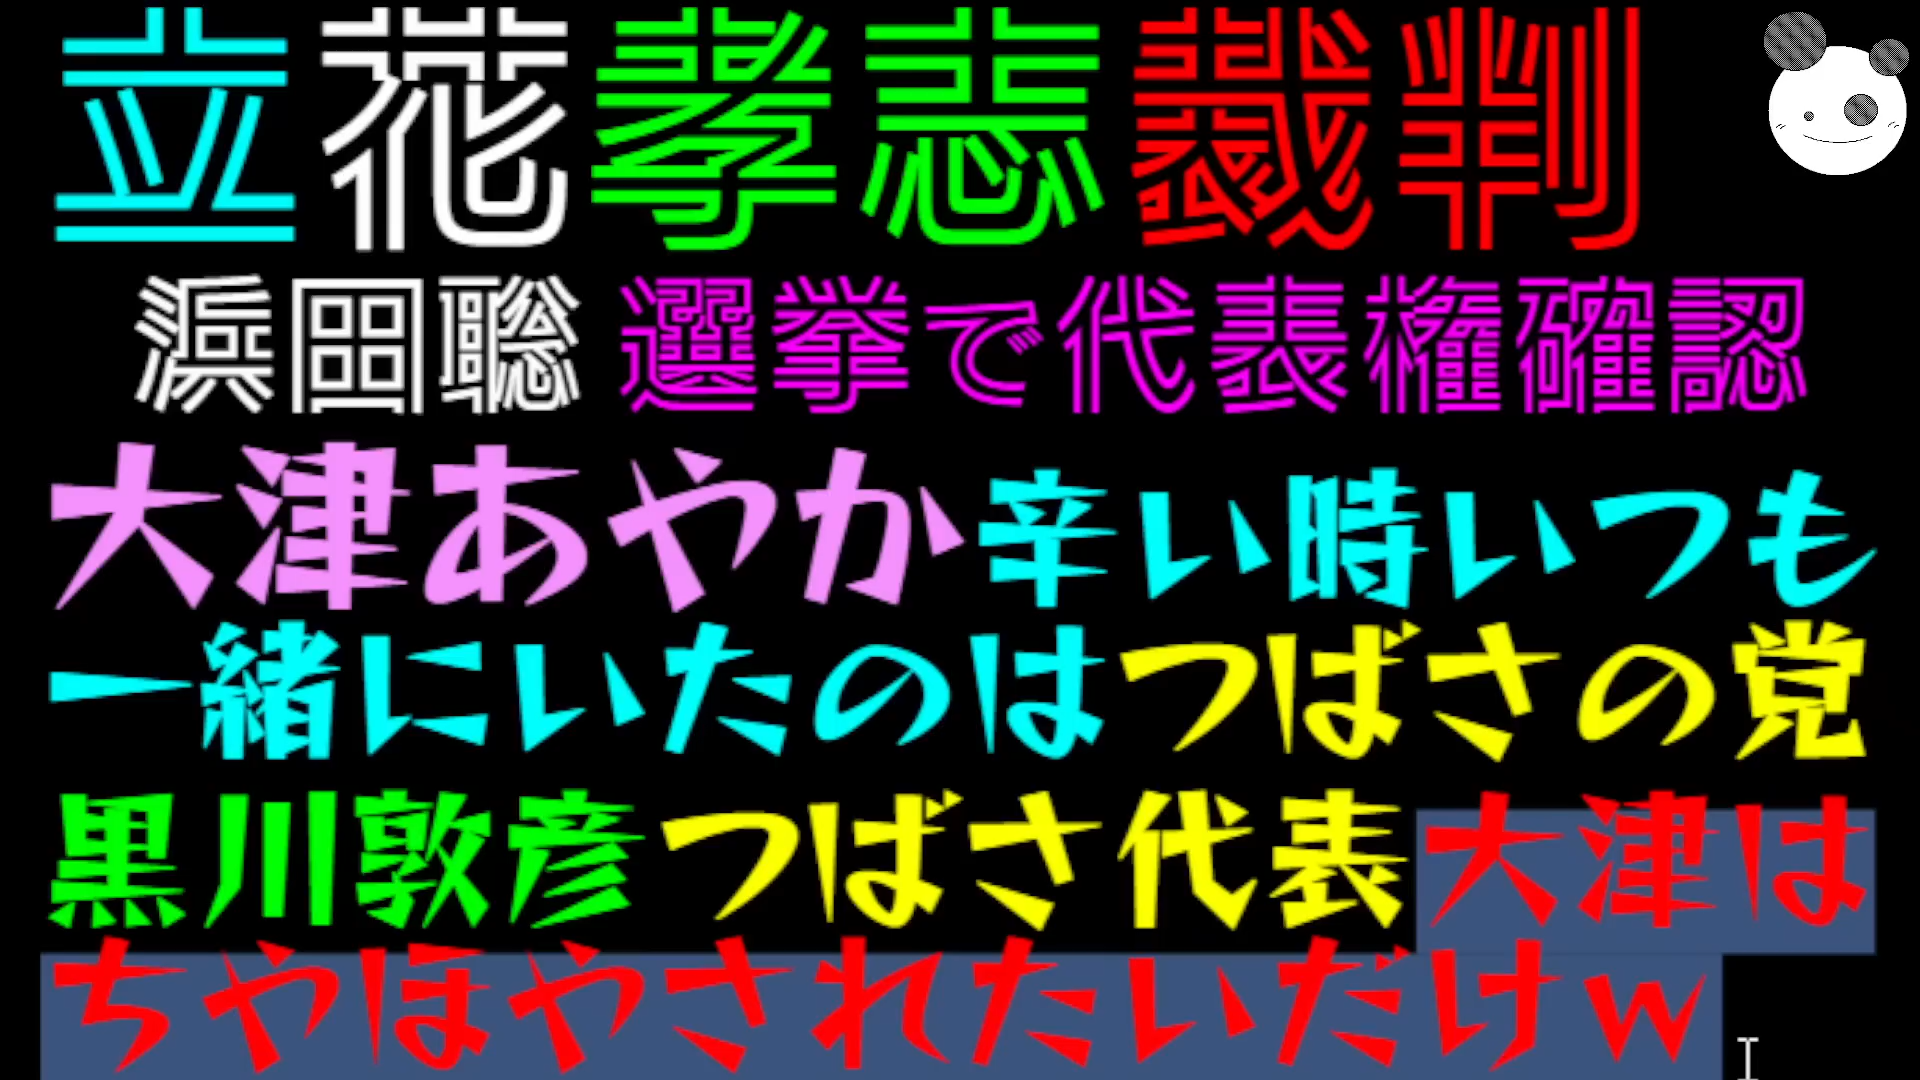 立花孝志裁判
浜田聡 選挙で代表権確認
大津あやか辛い時いつも
一緒にいたのはつばさの党
黒川敦彦つばさ代表大津は
ちやほやされたいだけｗ